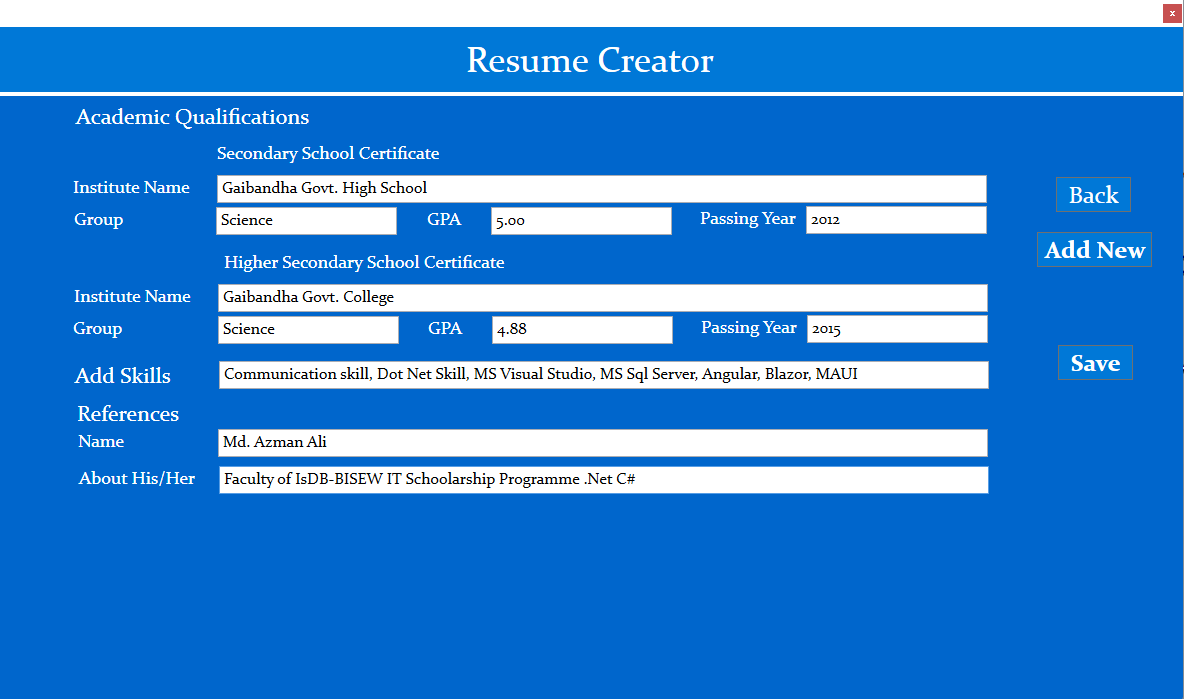 x
Resume Creator
Academic Qualifications
Secondary School Certificate
Institute Name Gaibandha Govt. High School
Back
Group Science GPA 5.00 Passing Year 2012
Add New
Higher Secondary School Certificate
Institute Name Gaibandha Govt. College
Group Science GPA 4.88 Passing Year 2015
Save
Add Skills Communication skill, Dot Net Skill, MS Visual Studio, MS Sql Server, Angular, Blazor, MAUI
References
Name Md. Azman Ali
About His/Her Faculty of IsDB-BISEW IT Schoolarship Programme .Net C#